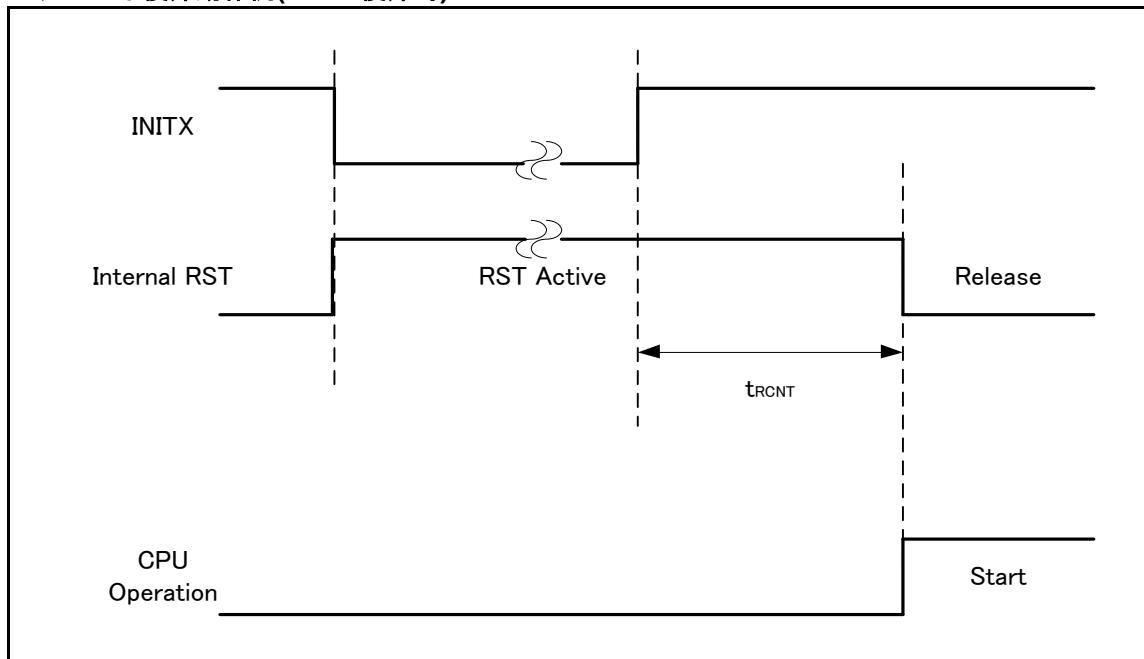 INITX
Internal RST
RST Active
Release
tRCNT
CPU
Operation
Start